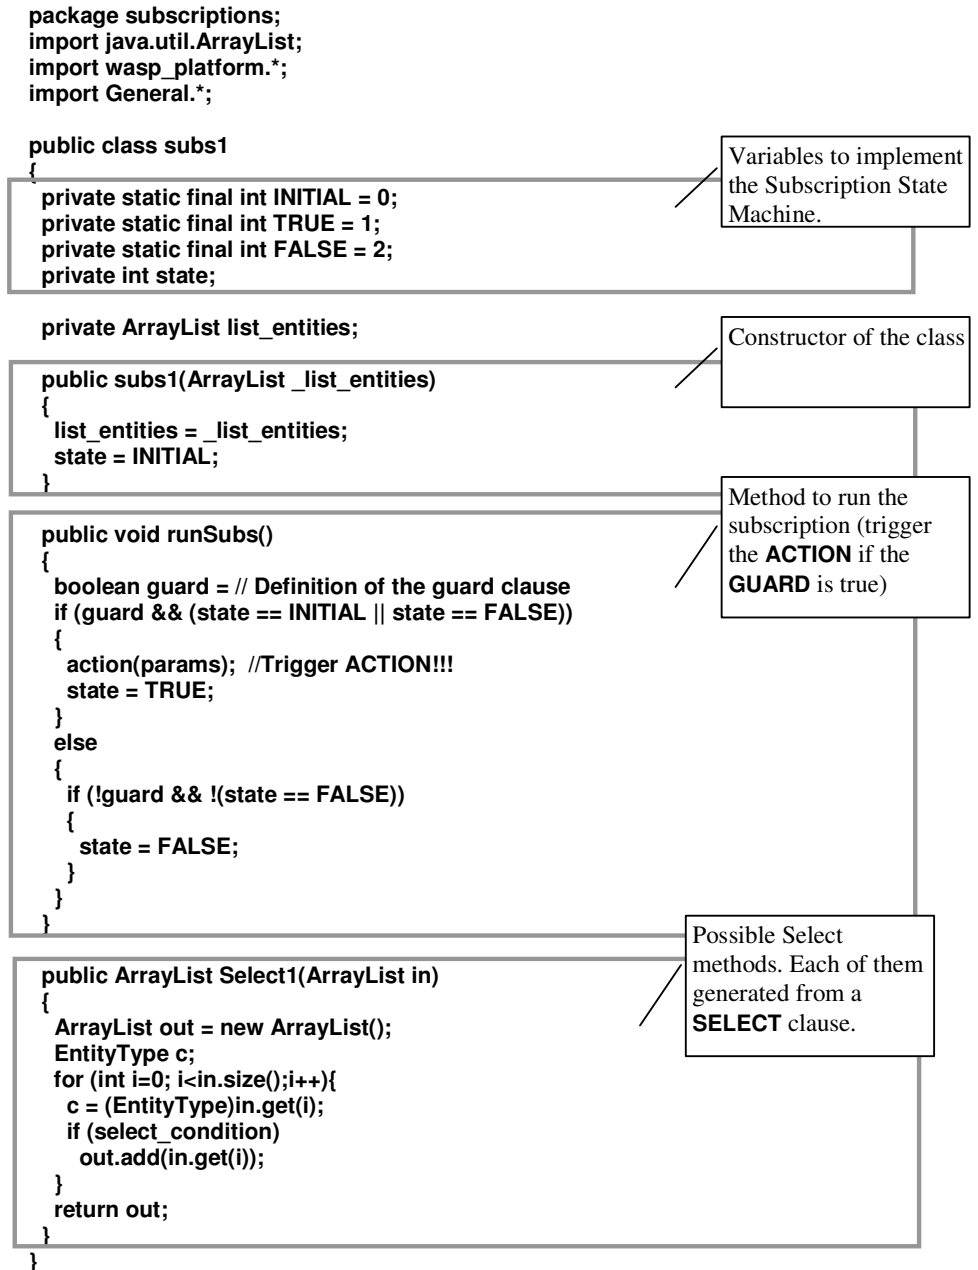 package subscriptions;
import java.util.ArrayList;
import wasp_platform.*;
import General.*;
public class subs1
{
private static final int INITIAL = 0;
private static final int TRUE = 1;
private static final int FALSE = 2;
private int state;
Variables to implement
the Subscription State
Machine.
private ArrayList list_entities;
Constructor of the class
public subs1(ArrayList _list_entities)
{
list_entities = _list_entities;
state = INITIAL;
}
Method to run the
subscription (trigger
the ACTION if the
GUARD is true)
public void runSubs()
{
boolean guard = // Definition of the guard clause
if (guard && (state == INITIAL || state == FALSE))
{
action(params); //Trigger ACTION!!!
state = TRUE;
}
else
{
if (!guard && !(state == FALSE))
{
state = FALSE;
}
}
}
Possible Select
methods. Each of them
generated from a
SELECT clause.
public ArrayList Select1(ArrayList in)
{
ArrayList out = new ArrayList();
EntityType c;
for (int i=0; i<in.size();i++){
c = (EntityType)in.get(i);
if (select_condition)
out.add(in.get(i));
}
return out;
}
}